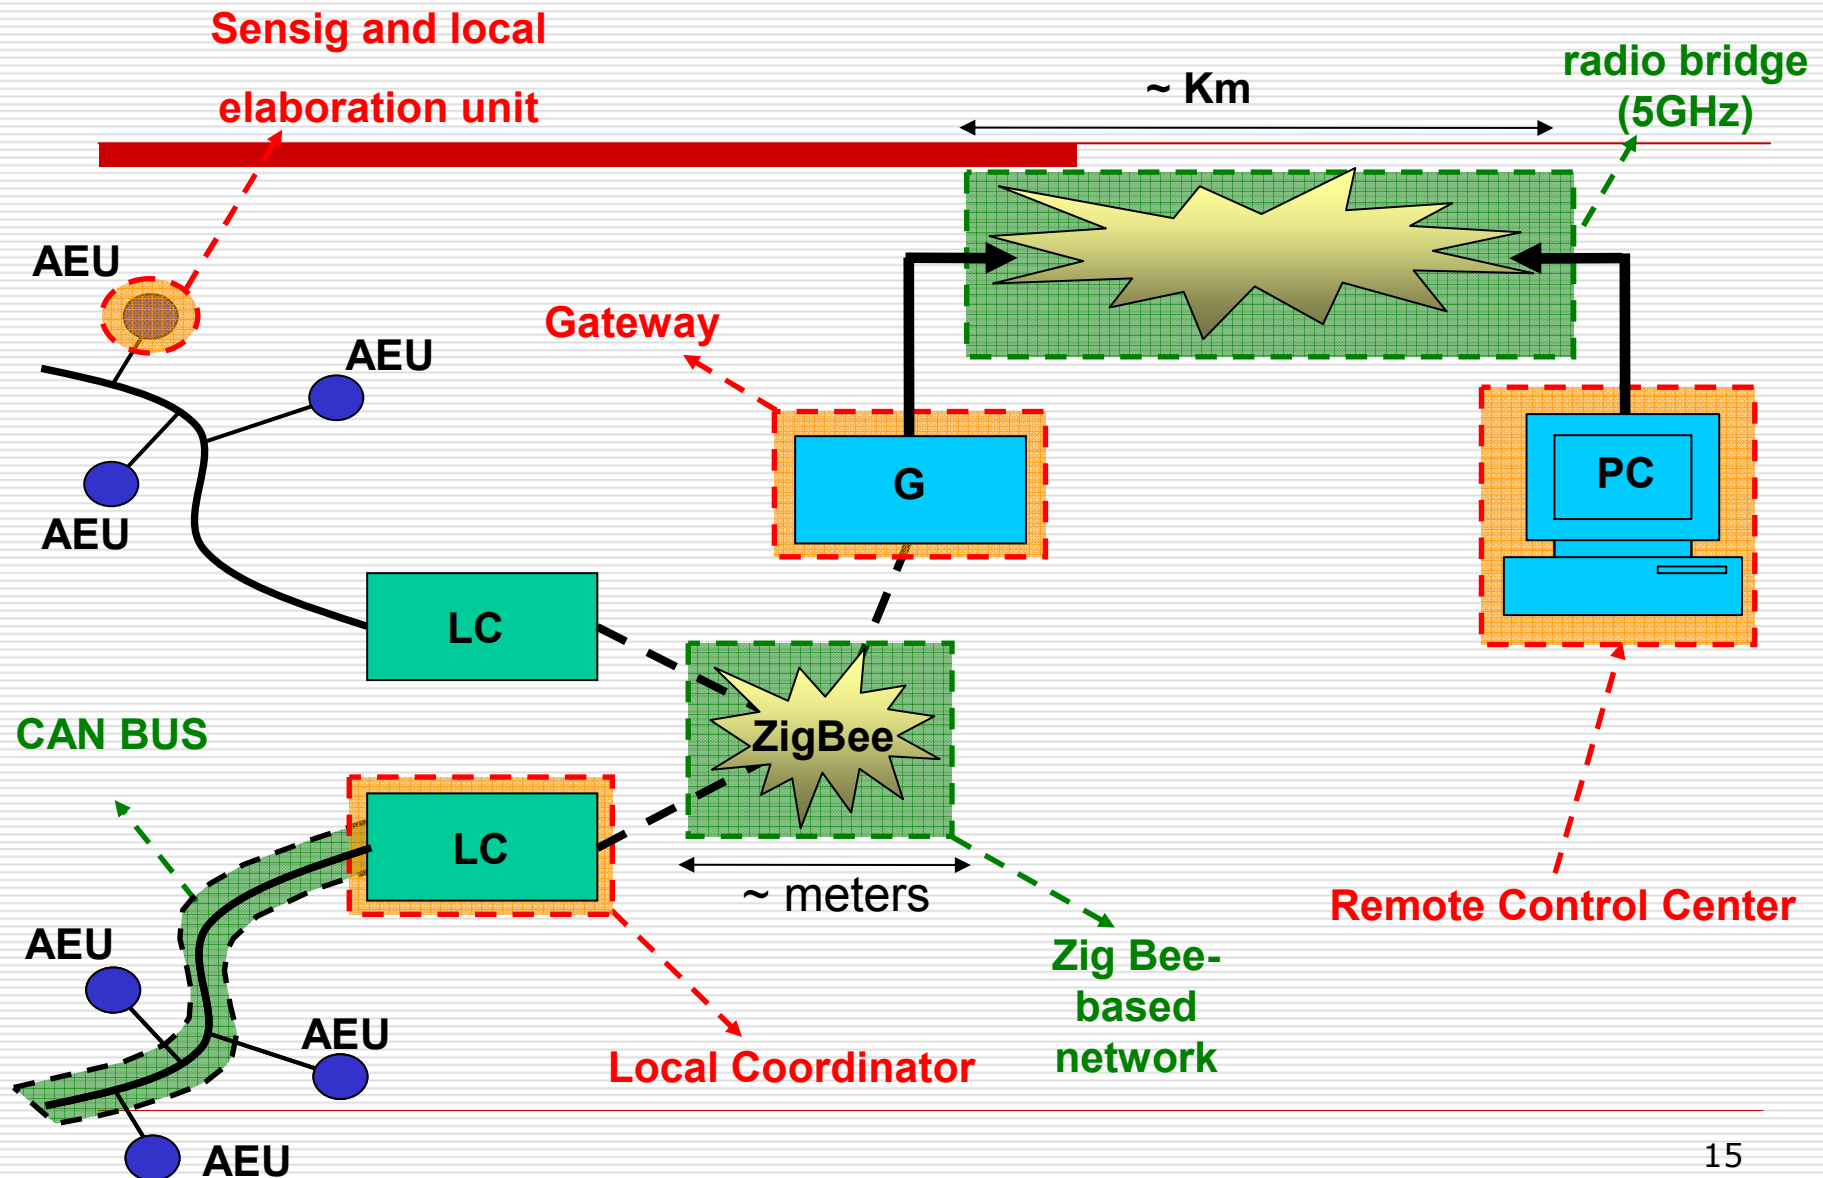 Sensig and local
elaboration unit
~ Km
radio bridge
(5GHz)
AEU
AEU
AEU
Gateway
G
PC
LC
ZigBee
CAN BUS
LC
~ meters
Remote Control Center
Zig Bee-
based
network
AEU
AEU
Local Coordinator
AEU
15